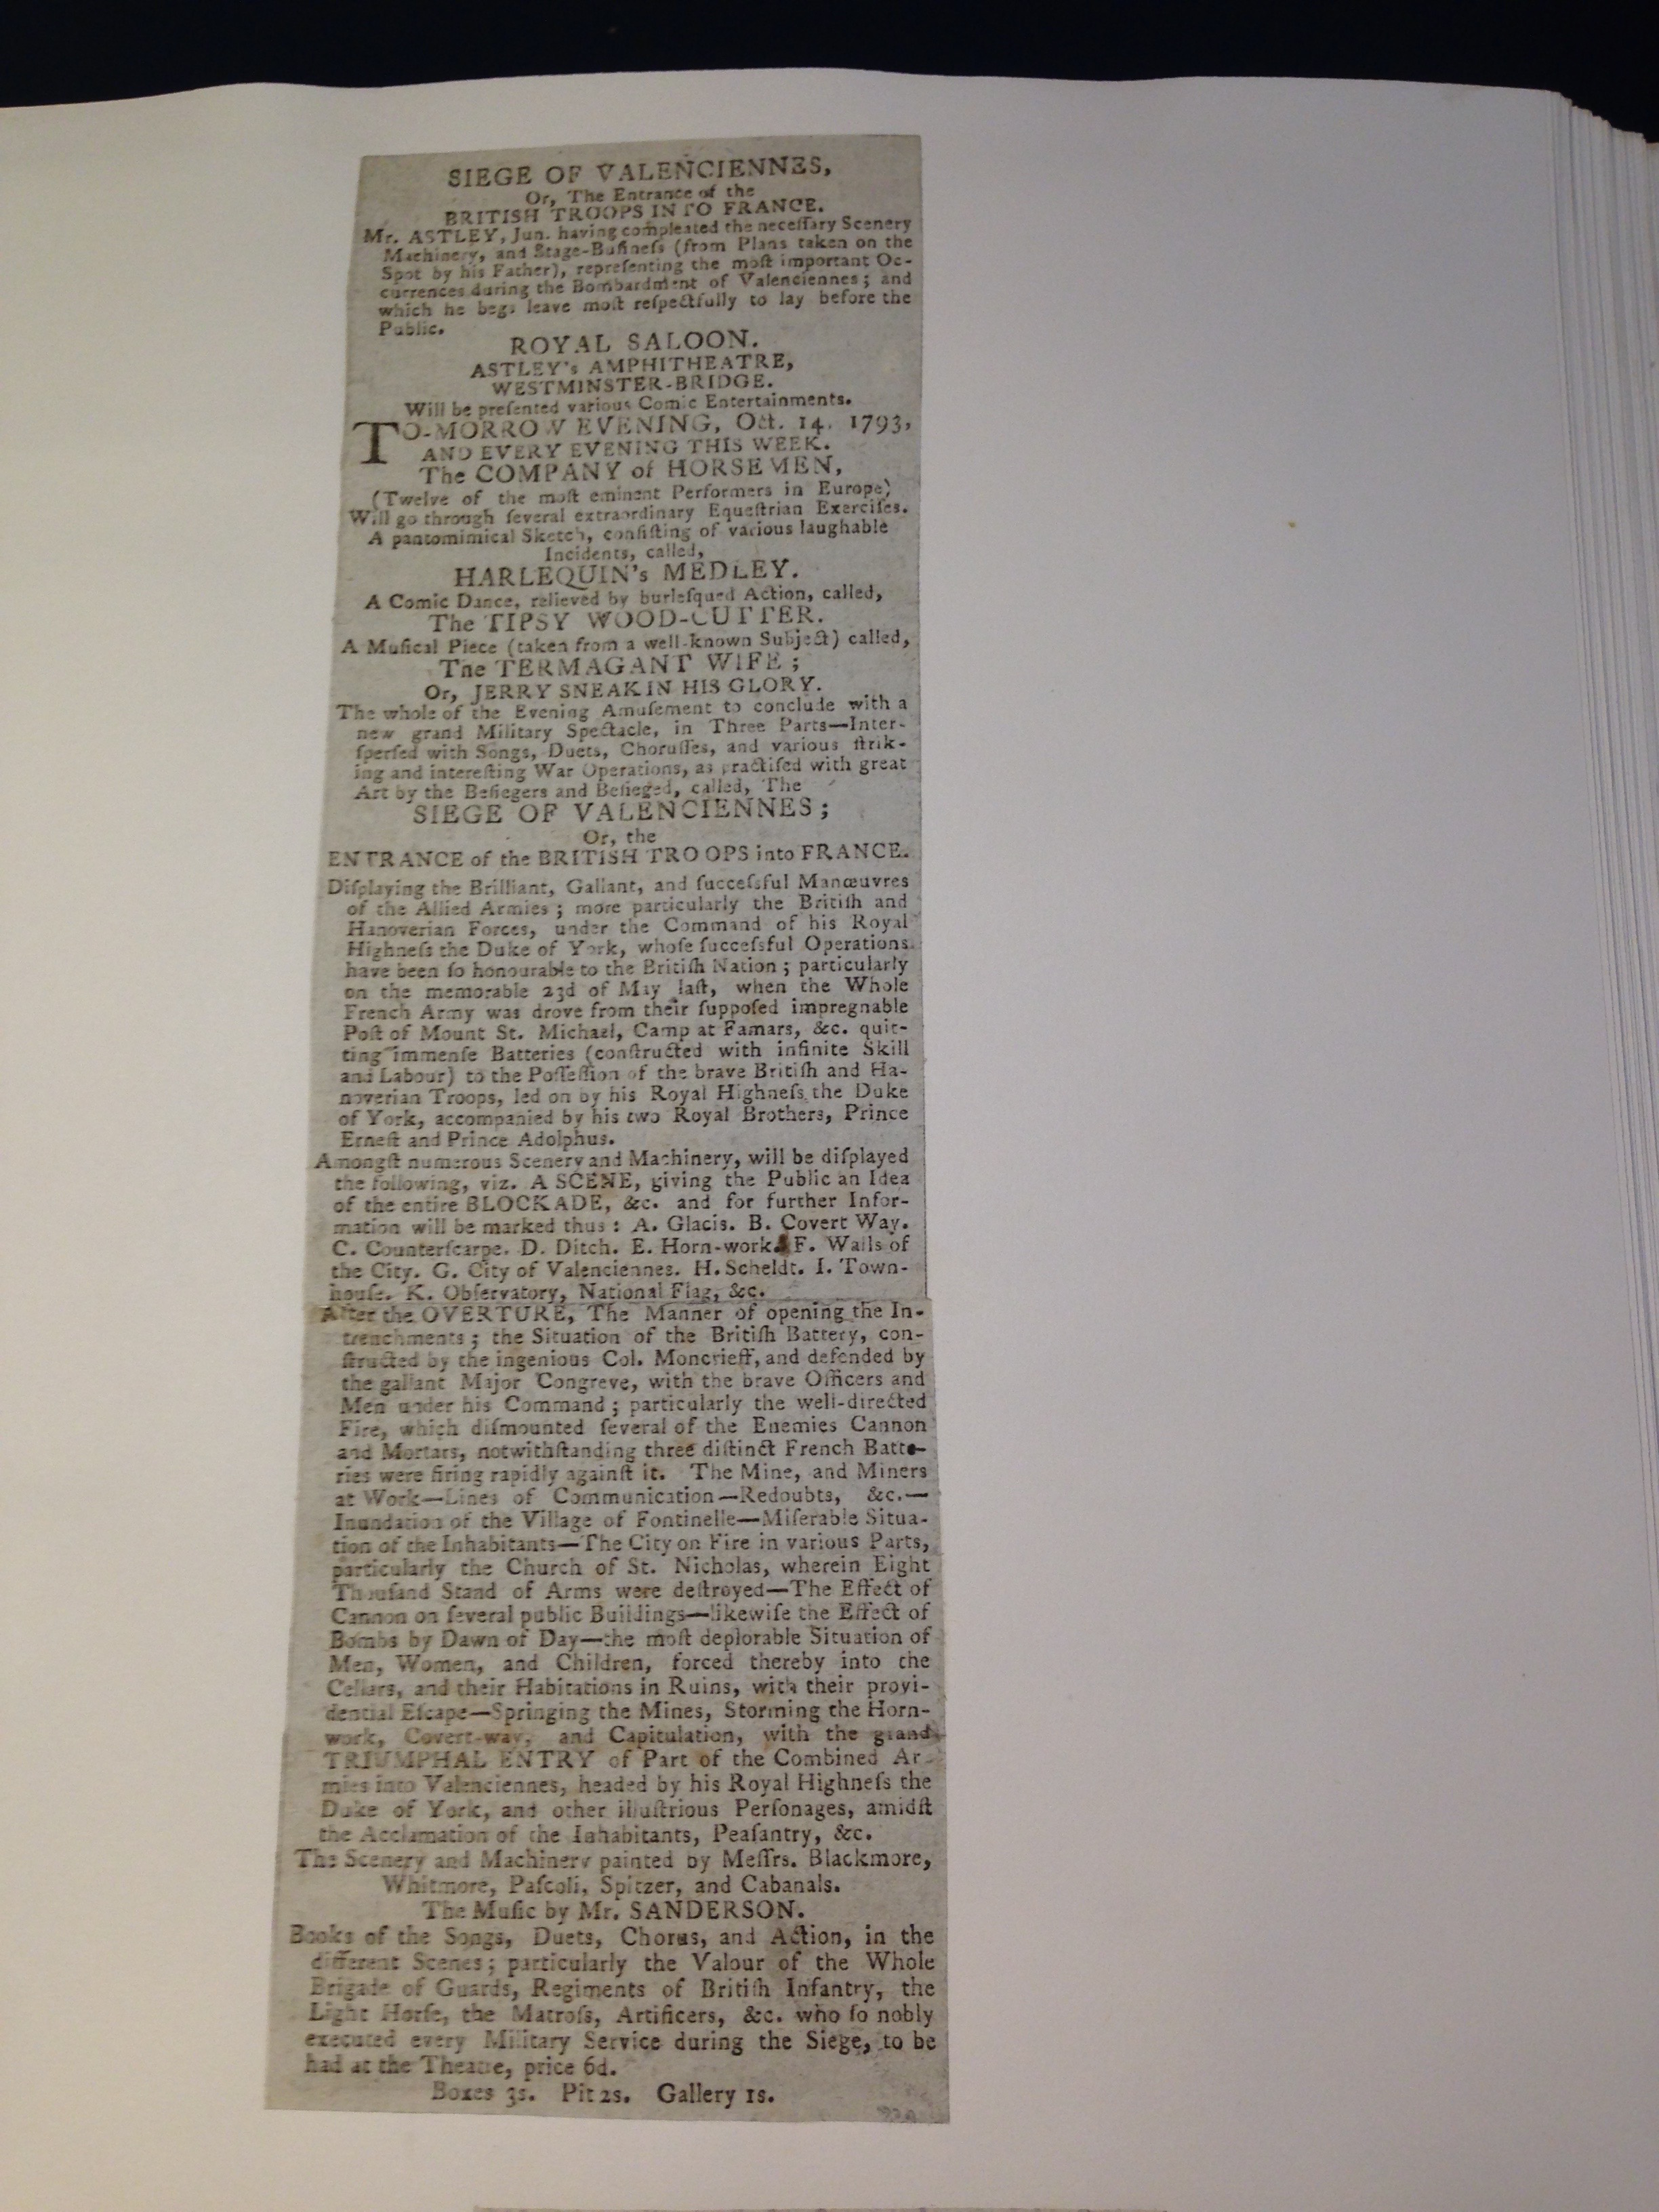 SIEGE OF VALENCIENNES,
Or, The Entrance of the
BRITISH TROOPS INTO FRANCE.
Mr. ASTLEY, Jun. having compleated the neceſſary Scenery
Machinery, and Stage-Buſineſs (from Plans taken on the
Spot by his Father), repreſenting the moſt important Oc-
currences during the Bombardment of Valenciennes; and
which he begs leave moſt reſpectfully to lay before the
Public.
ROYAL SALOON.
ASTLEY's AMPHITHEATRE,
WESTMINSTER-BRIDGE.
Will be preſented various Comic Entertainments.
TO-MORROW EVENING, Oct. 14. 1793,
AND EVERY EVENING THIS WEEK.
The COMPANY of HORSEMEN,
(Twelve of the moſt eminent Performers in Europe)
Will go through ſeveral extraordinary Equeſtrian Exerciſes.
A pantomimical Sketch, conſiſting of various laughable
Incidents, called,
HARLEQUIN's MEDLEY.
A Comic Dance, relieved by burleſqued Action, called,
The TIPSY WOOD-CUTTER.
A Muſical Piece (taken from a well-known Subject) called,
The TERMAGANT WIFE;
Or, JERRY SNEAK IN HIS GLORY.
The whole of the Evening Amuſement to conclude with a
new grand Military Spectacle, in Three Parts—Inter-
ſperſed with Songs, Duets, Choruſſes, and various ſtrik-
ing and intereſting War Operations, as practiſed with great
Art by the Beſiegers and Beſieged, called, The
SIEGE OF VALENCIENNES;
Or, the
ENTRANCE of the BRITISH TROOPS into FRANCE.
Diſplaying the Brilliant, Gallant, and ſucceſsful Manœuvres
of the Allied Armies; more particularly the Britiſh and
Hanoverian Forces, under the Command of his Royal
Highneſs the Duke of York, whoſe ſucceſsful Operations
have been ſo honourable to the Britiſh Nation; particularly
on the memorable 23d of May laſt, when the Whole
French Army was drove from their ſuppoſed impregnable
Poſt of Mount St. Michael, Camp at Famars, &c. quit-
ting immenſe Batteries (conſtructed with infinite Skill
and Labour) to the Poſſeſſion of the brave Britiſh and Ha-
noverian Troops, led on by his Royal Highneſs the Duke
of York, accompanied by his two Royal Brothers, Prince
Erneſt and Prince Adolphus.
Amongſt numerous Scenery and Machinery, will be diſplayed
the following, viz. A SCENE, giving the Public an Idea
of the entire BLOCKADE, &c. and for further Infor-
mation will be marked thus: A. Glacis. B. Covert Way.
C. Counterſcarpe. D. Ditch. E. Horn-work. F. Walls of
the City. G. City of Valenciennes. H. Scheldt. I. Town-
houſe. K. Obſervatory, National Flag, &c.
After the OVERTURE, The Manner of opening the In-
trenchments; the Situation of the Britiſh Battery, con-
ſtructed by the ingenious Col. Moncrieff, and defended by
the gallant Major Congreve, with the brave Officers and
Men under his Command; particularly the well-directed
Fire, which diſmounted ſeveral of the Enemies Cannon
and Mortars, notwithſtanding three diſtinct French Batte-
ries were firing rapidly againſt it. The Mine, and Miners
at Work—Lines of Communication—Redoubts, &c.—
Inundation of the Village of Fontinelle—Miſerable Situa-
tion of the Inhabitants—The City on Fire in various Parts,
particularly the Church of St. Nicholas, wherein Eight
Thouſand Stand of Arms were deſtroyed—The Effect of
Cannon on ſeveral public Buildings—likewiſe the Effect of
Bombs by Dawn of Day—the moſt deplorable Situation of
Men, Women, and Children, forced thereby into the
Cellars, and their Habitations in Ruins, with their provi-
dential Eſcape—Springing the Mines, Storming the Horn-
work, Covert-way, and Capitulation, with the grand
TRIUMPHAL ENTRY of Part of the Combined Ar-
mies into Valenciennes, headed by his Royal Highneſs the
Duke of York, and other illuſtrious Perſonages, amidſt
the Acclamation of the Inhabitants, Peaſantry, &c.
The Scenery and Machinery painted by Meſſrs. Blackmore,
Whitmore, Paſcoli, Spitzer, and Cabanals.
The Muſic by Mr. SANDERSON.
Books of the Songs, Duets, Chorus, and Action, in the
different Scenes; particularly the Valour of the Whole
Brigade of Guards, Regiments of Britiſh Infantry, the
Light Horſe, the Matroſs, Artificers, &c. who ſo nobly
executed every Military Service during the Siege, to be
had at the Theatre, price 6d.
Boxes 3s. Pit 2s. Gallery 1s.